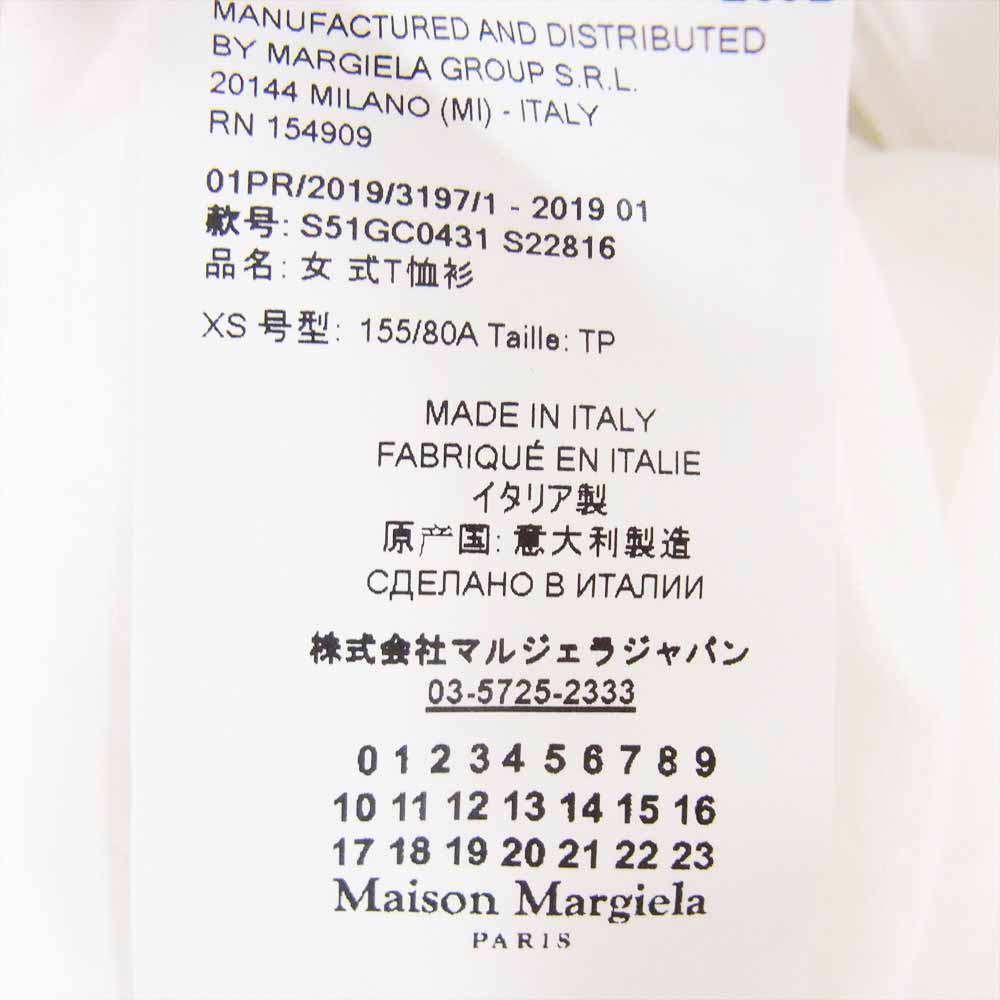 MANUFACTURED AND DISTRIBUTED
BY MARGIELA GROUP S.R.L.
20144 MILANO (MI) - ITALY
RN 154909
01PR/2019/3197/1 - 2019 01
款号: S51GC0431 S22816
品名: 女 式T恤衫
XS 号型: 155/80A Taille: TP
MADE IN ITALY
FABRIQUÉ EN ITALIE
イタリア製
原产国: 意大利製造
СДЕЛАНО В ИТАЛИИ
株式会社マルジェラジャパン
03-5725-2333
0 1 2 3 4 5 6 7 8 9
10 11 12 13 14 15 16
17 18 19 20 21 22 23
Maison Margiela
PARIS